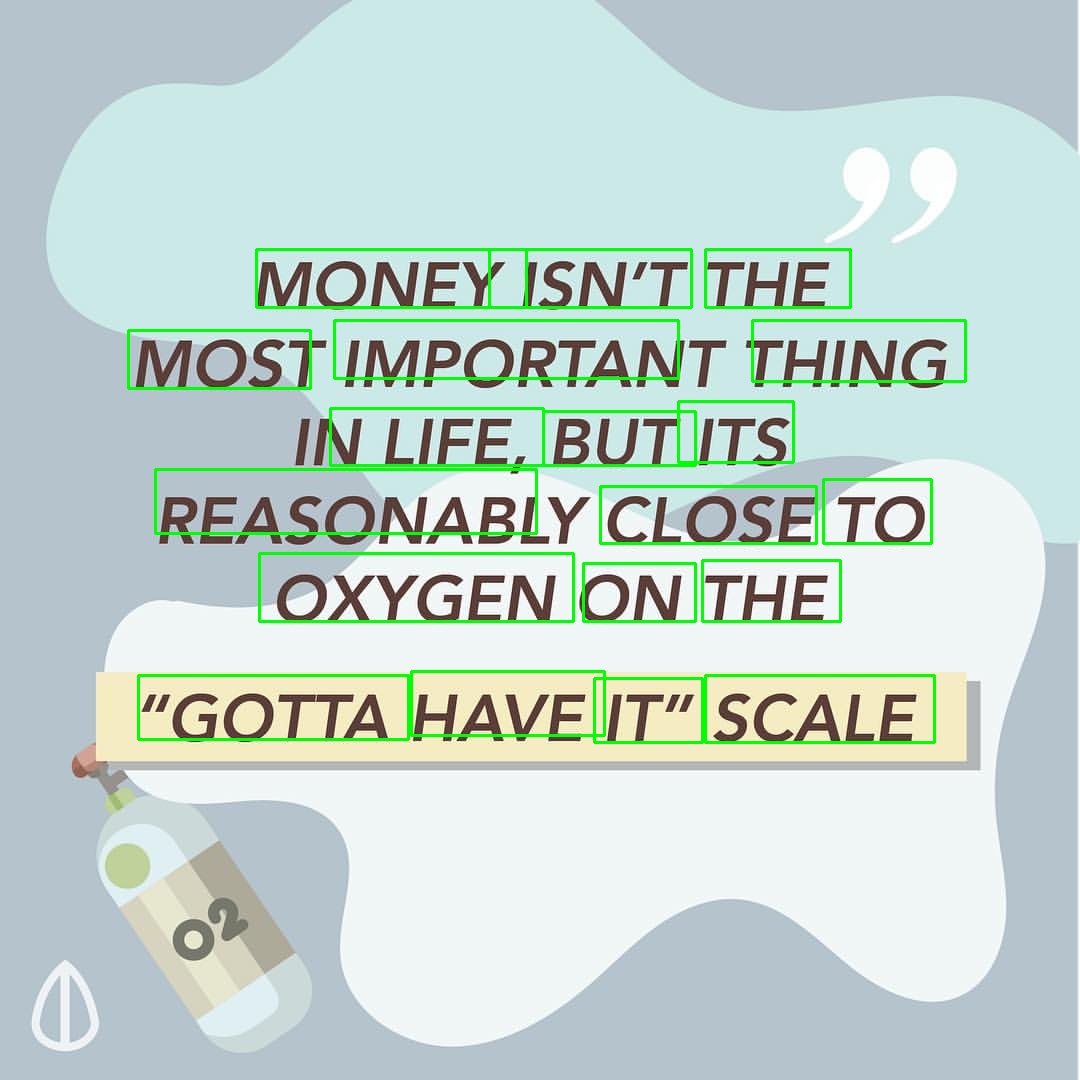 ”
MONEY ISN’T THE
MOST IMPORTANT THING
IN LIFE, BUT ITS
REASONABLY CLOSE TO
OXYGEN ON THE
“GOTTA HAVE IT” SCALE
O2